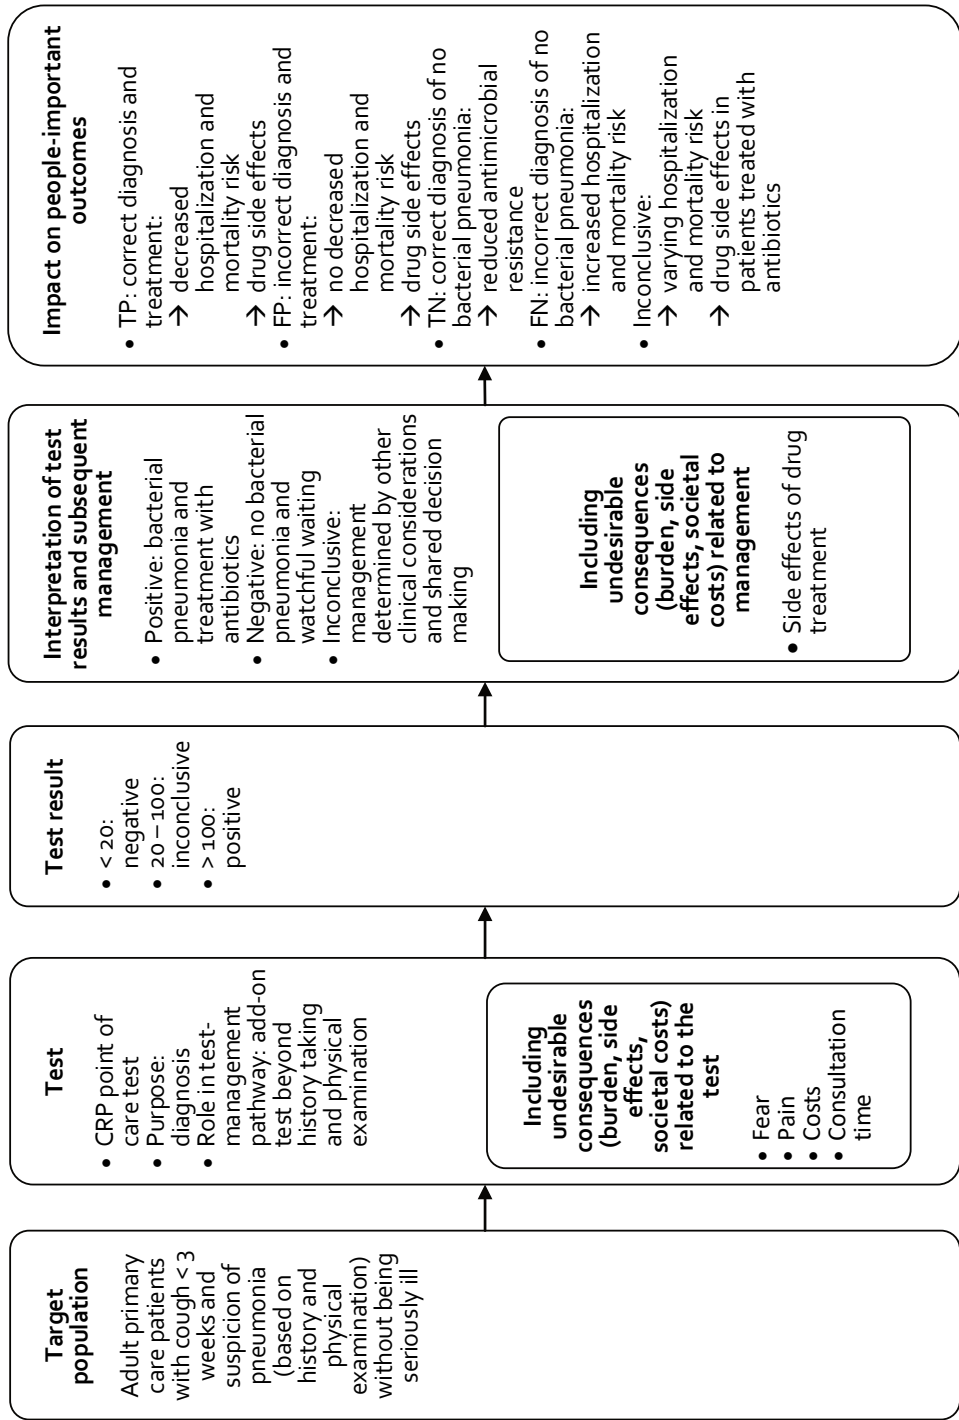 Target
population
Adult primary
care patients
with cough < 3
weeks and
suspicion of
pneumonia
(based on
history and
physical
examination)
without being
seriously ill
Test
• CRP point of
care test
• Purpose:
diagnosis
• Role in test-
management
pathway: add-on
test beyond
history taking
and physical
examination
Including
undesirable
consequences
(burden, side
effects,
societal costs)
related to the
test
• Fear
• Pain
• Costs
• Consultation
time
Test result
• < 20:
negative
• 20 – 100:
inconclusive
• > 100:
positive
Interpretation of test
results and subsequent
management
• Positive: bacterial
pneumonia and
treatment with
antibiotics
• Negative: no bacterial
pneumonia and
watchful waiting
• Inconclusive:
management
determined by other
clinical considerations
and shared decision
making
Including
undesirable
consequences
(burden, side
effects, societal
costs) related to
management
• Side effects of drug
treatment
Impact on people-important
outcomes
• TP: correct diagnosis and
treatment:
→ decreased
hospitalization and
mortality risk
→ drug side effects
• FP: incorrect diagnosis and
treatment:
→ no decreased
hospitalization and
mortality risk
→ drug side effects
• TN: correct diagnosis of no
bacterial pneumonia:
→ reduced antimicrobial
resistance
• FN: incorrect diagnosis of no
bacterial pneumonia:
→ increased hospitalization
and mortality risk
• Inconclusive:
→ varying hospitalization
and mortality risk
→ drug side effects in
patients treated with
antibiotics